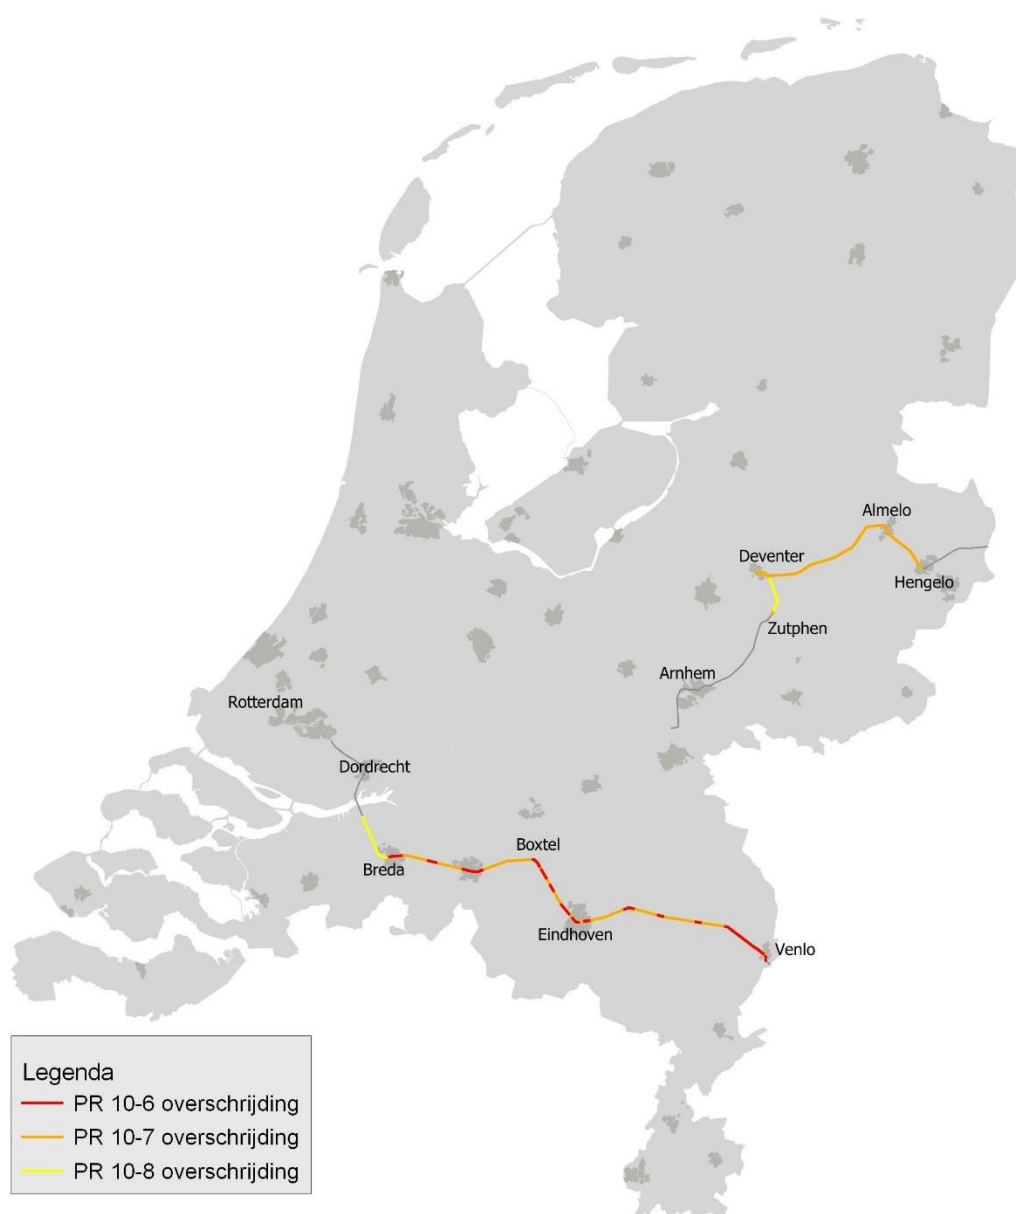 Almelo
Deventer
Hengelo
Zutphen
Arnhem
Rotterdam
Dordrecht
Boxtel
Breda
Eindhoven
Venlo
Legenda
PR 10-6 overschrijding
PR 10-7 overschrijding
PR 10-8 overschrijding